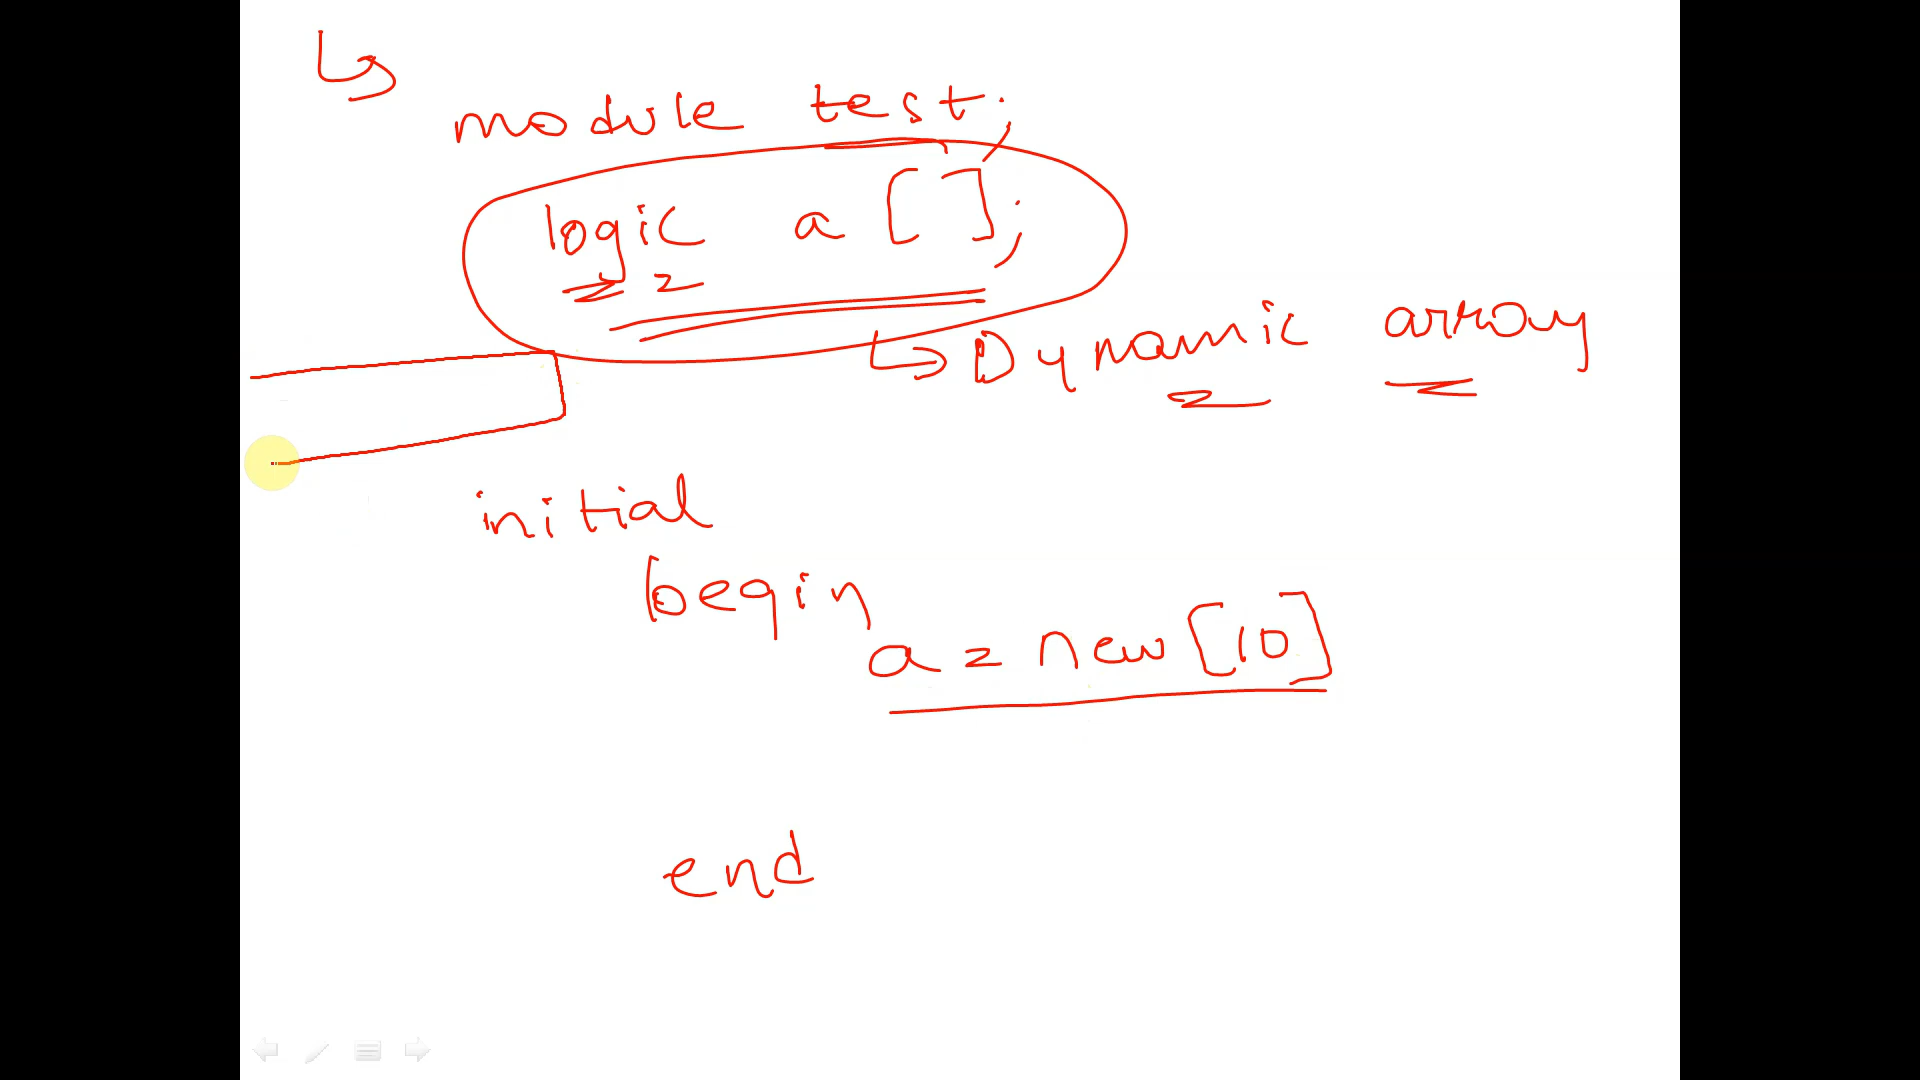 module test;
logic a [ ];
Dynamic array
initial
begin
a = new [10]
end